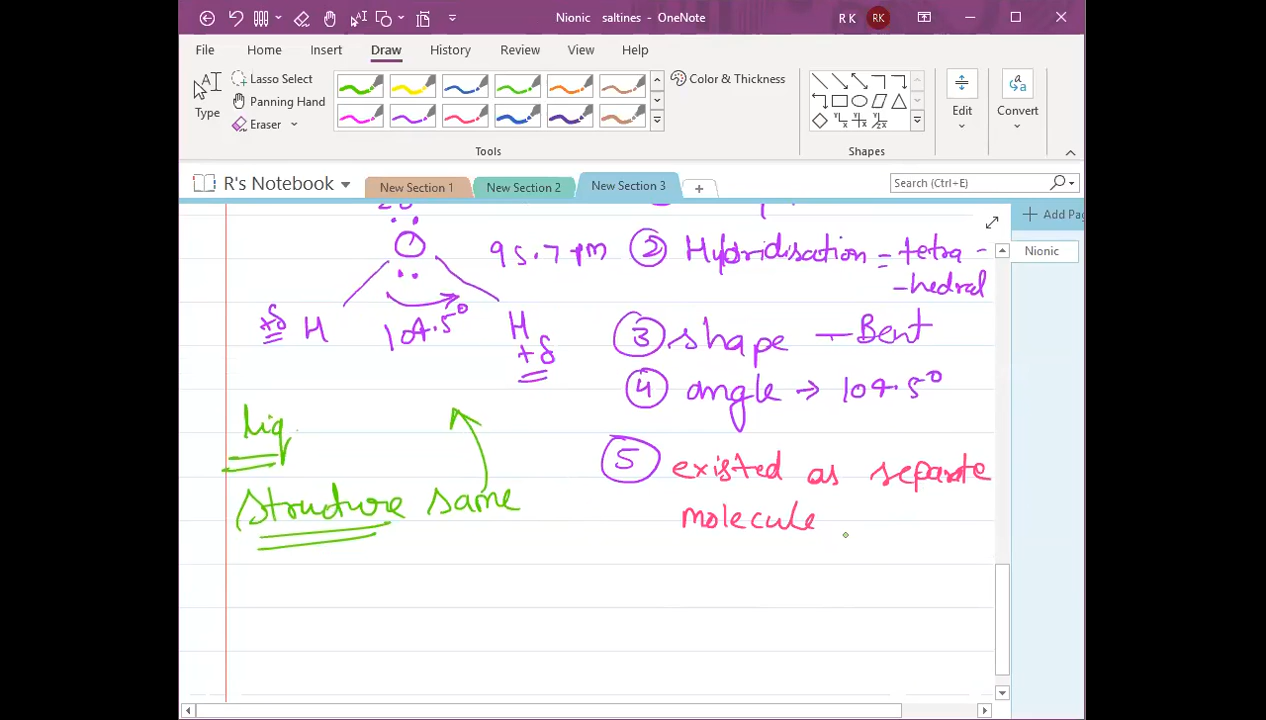 Nionic saltines - OneNote
R K
RK
File Home Insert Draw History Review View Help
Type
Lasso Select
Panning Hand
Eraser
Color & Thickness
Edit
Convert
Tools
Shapes
R's Notebook
New Section 1
New Section 2
New Section 3
Search (Ctrl+E)
Add Pag
Nionic
O
95.7 pm
② Hybridisation = tetra -
- hedral
+δ H
104.5°
H
+δ
③ shape — Bent
④ angle → 104.5°
liq
⑤ existed as separate
structure same
molecule